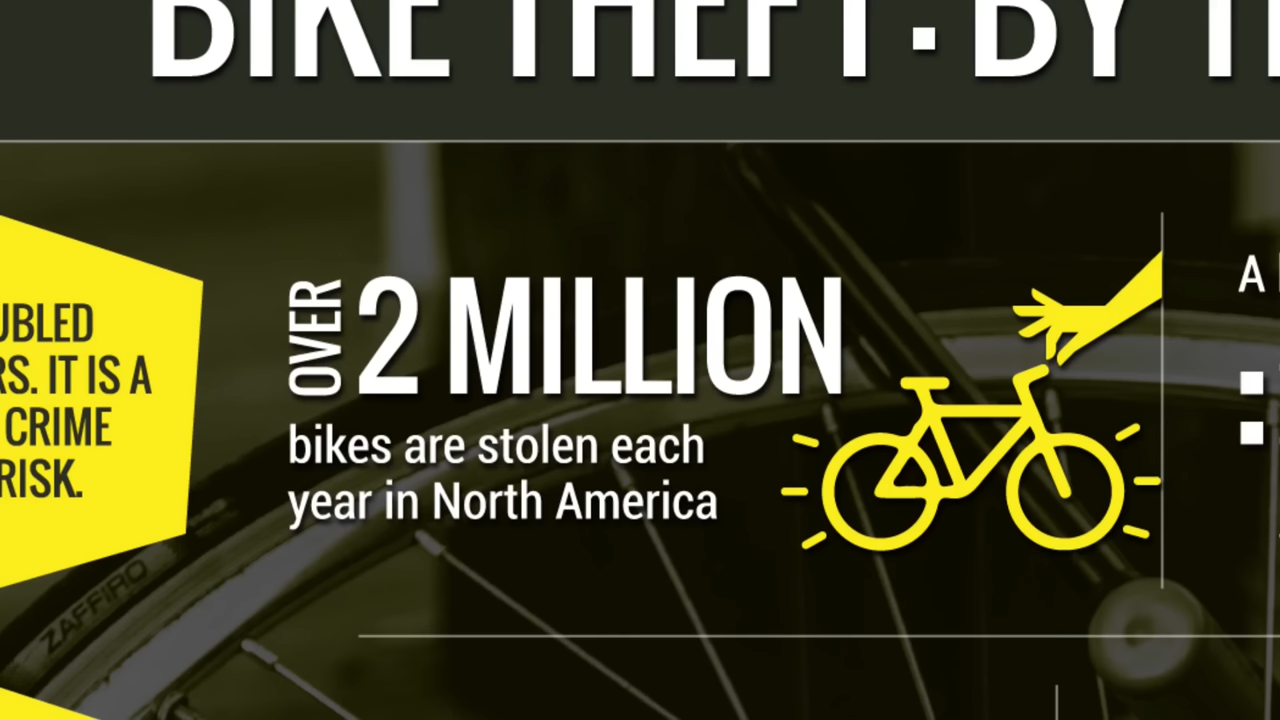 BIKE THEFT · BY
UBLED
RS. IT IS A
CRIME
RISK.
OVER 2 MILLION
bikes are stolen each
year in North America
A
ZAFFIRO